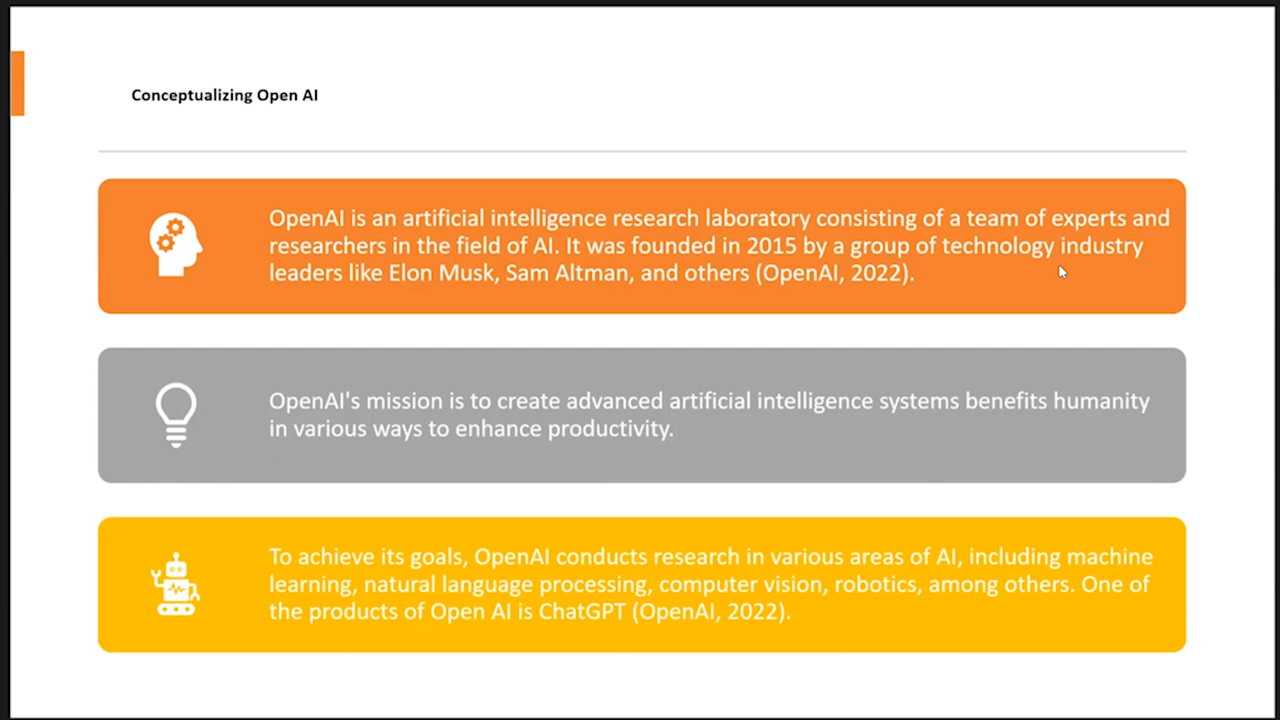 Conceptualizing Open AI
OpenAI is an artificial intelligence research laboratory consisting of a team of experts and
researchers in the field of AI. It was founded in 2015 by a group of technology industry
leaders like Elon Musk, Sam Altman, and others (OpenAI, 2022).
OpenAI's mission is to create advanced artificial intelligence systems benefits humanity
in various ways to enhance productivity.
To achieve its goals, OpenAI conducts research in various areas of AI, including machine
learning, natural language processing, computer vision, robotics, among others. One of
the products of Open AI is ChatGPT (OpenAI, 2022).